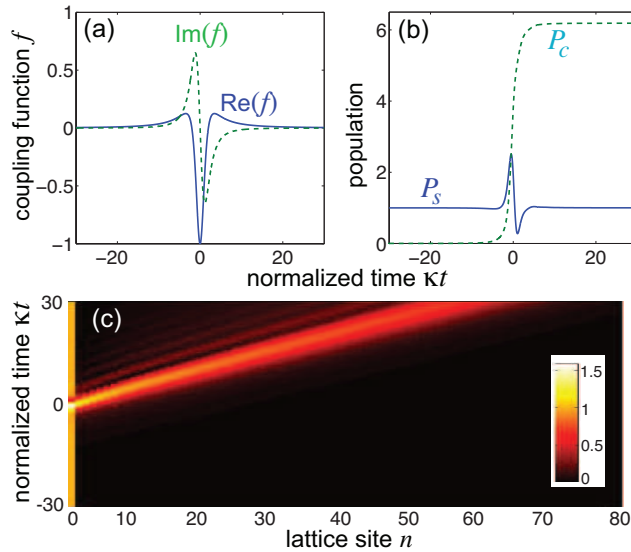 (a)
Im(f)
Re(f)
coupling function f
1
0.5
0
−0.5
−1
−20
0
20
(b)
P_c
P_s
population
6
4
2
0
−20
0
20
normalized time κt
(c)
normalized time κt
30
0
-30
1.5
1
0.5
0
0
10
20
30
40
50
60
70
80
lattice site n